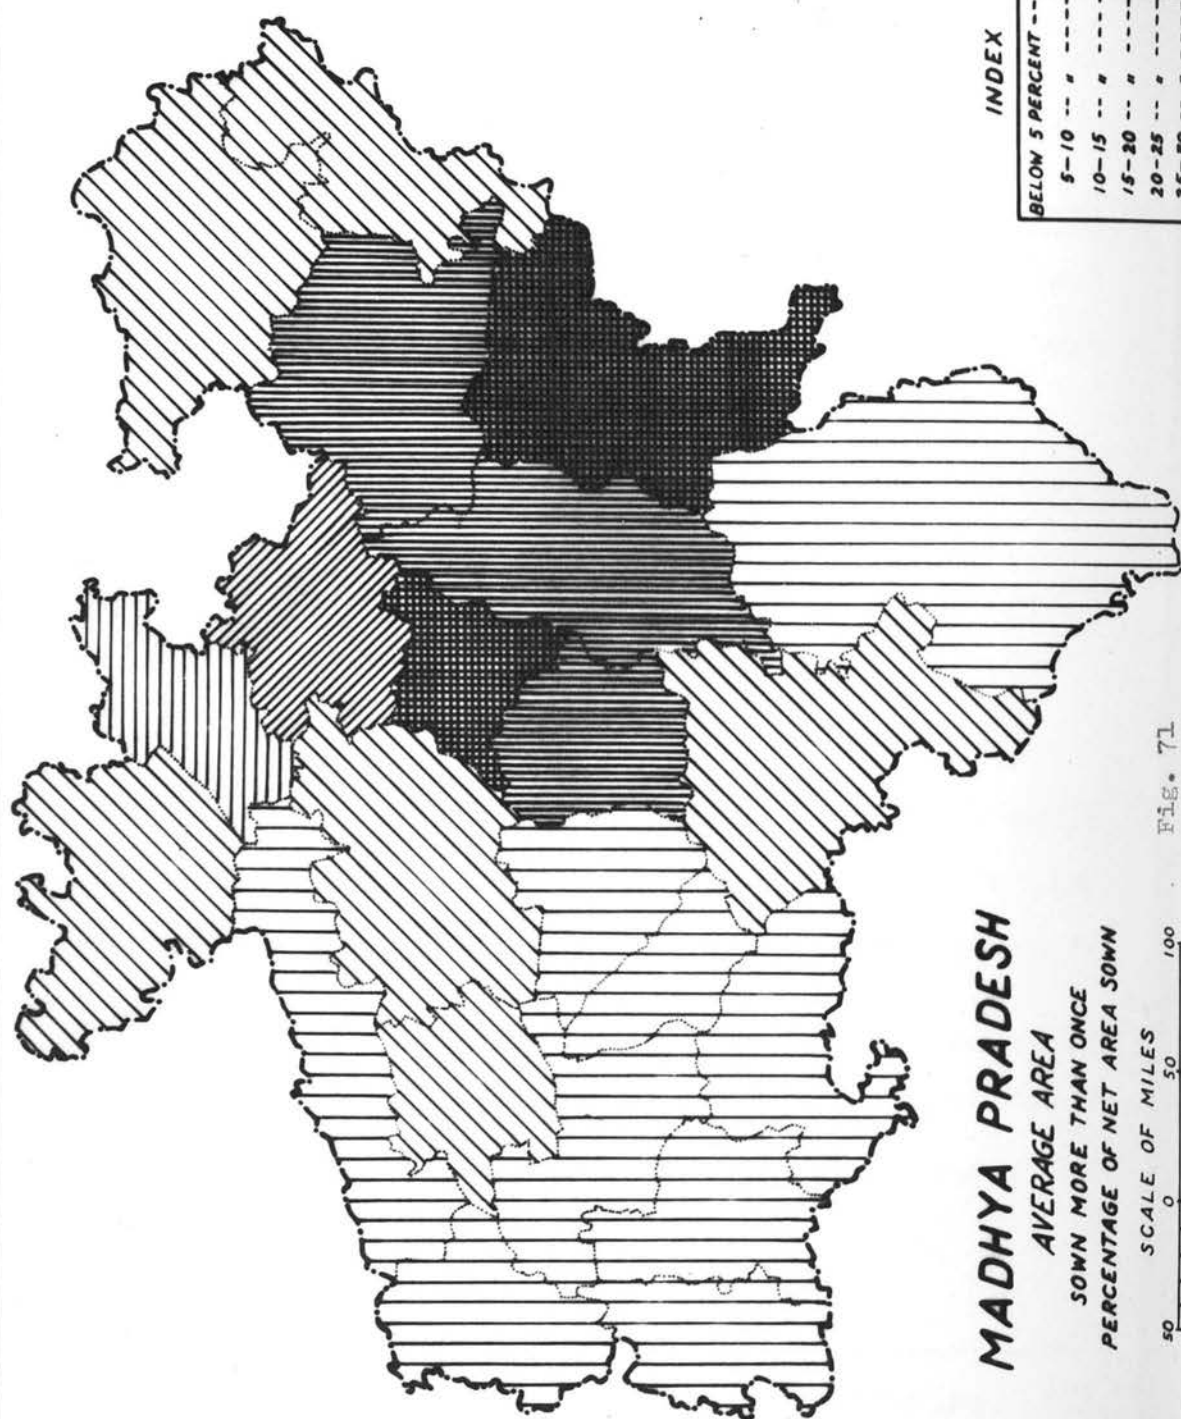 MADHYA PRADESH
AVERAGE AREA
SOWN MORE THAN ONCE
PERCENTAGE OF NET AREA SOWN
SCALE OF MILES
50 0 50 100
Fig. 71
INDEX
BELOW 5 PERCENT --
5-10 -- " -----
10-15 -- " -----
15-20 -- " -----
20-25 -- " -----